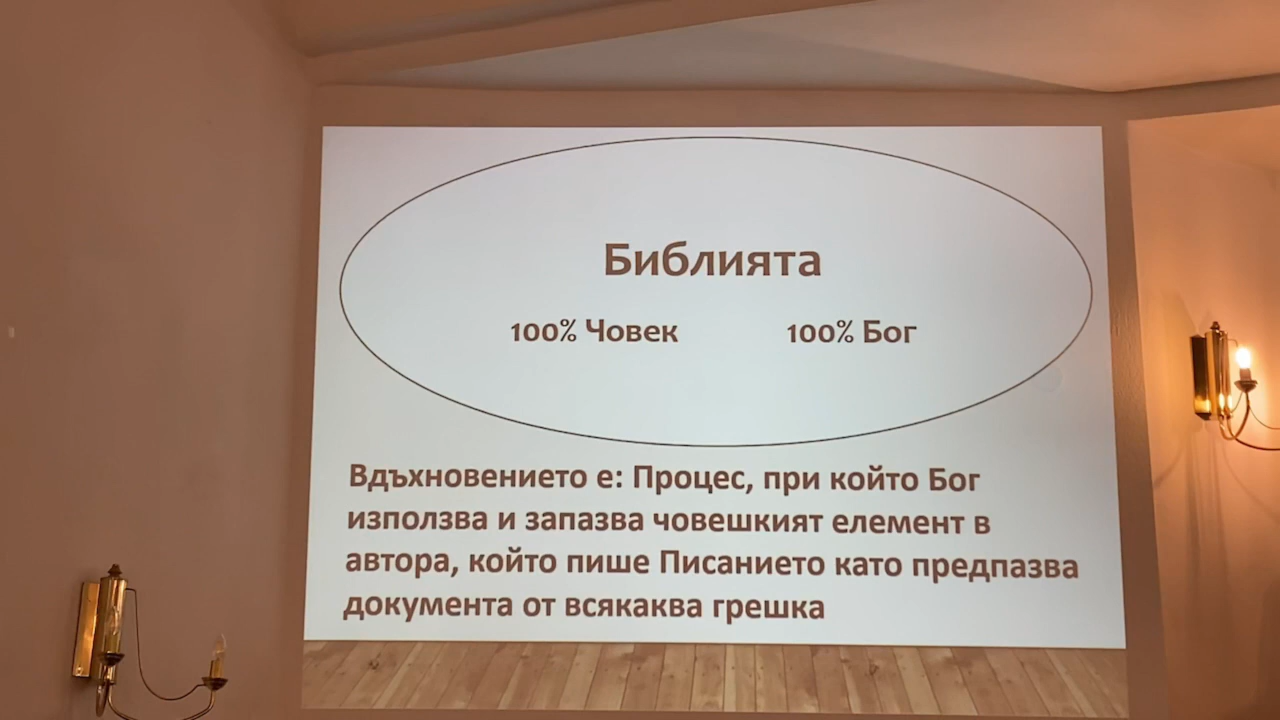 Библията
100% Човек 100% Бог
Вдъхновението е: Процес, при който Бог
използва и запазва човешкият елемент в
автора, който пише Писанието като предпазва
документа от всякаква грешка